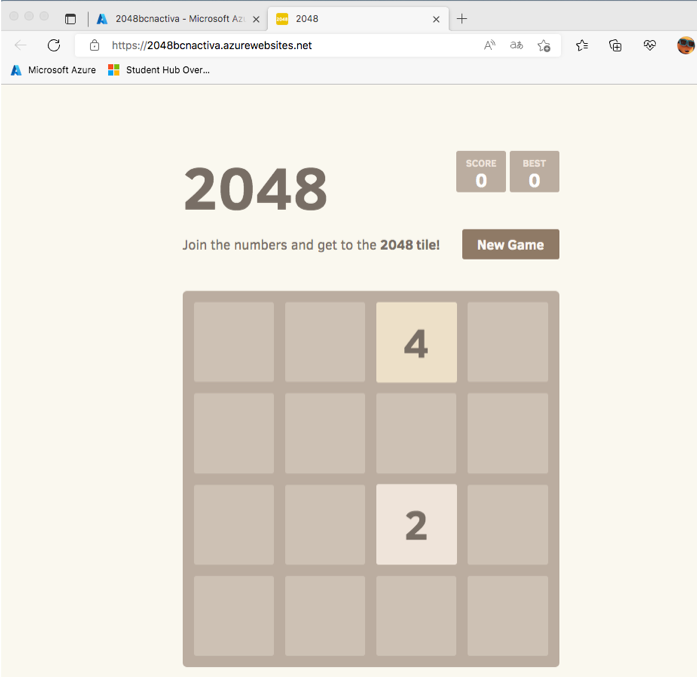 2048bcnactiva - Microsoft Az
2048
https://2048bcnactiva.azurewebsites.net
Microsoft Azure
Student Hub Over...
2048
SCORE
0
BEST
0
Join the numbers and get to the 2048 tile!
New Game
4
2